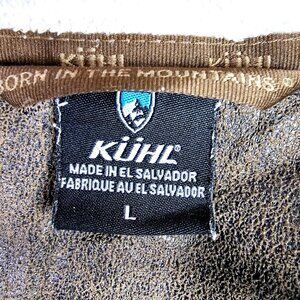 KÜHL KÜHL
BORN IN THE MOUNTAINS
KÜHL®
MADE IN EL SALVADOR
FABRIQUE AU EL SALVADOR
L